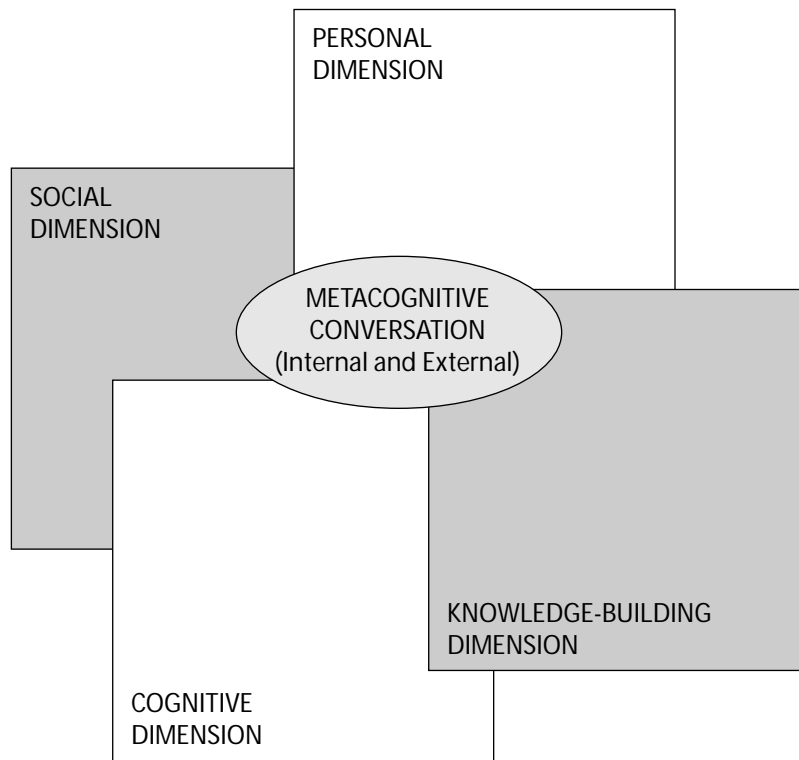 PERSONAL
DIMENSION
SOCIAL
DIMENSION
METACOGNITIVE
CONVERSATION
(Internal and External)
KNOWLEDGE-BUILDING
DIMENSION
COGNITIVE
DIMENSION